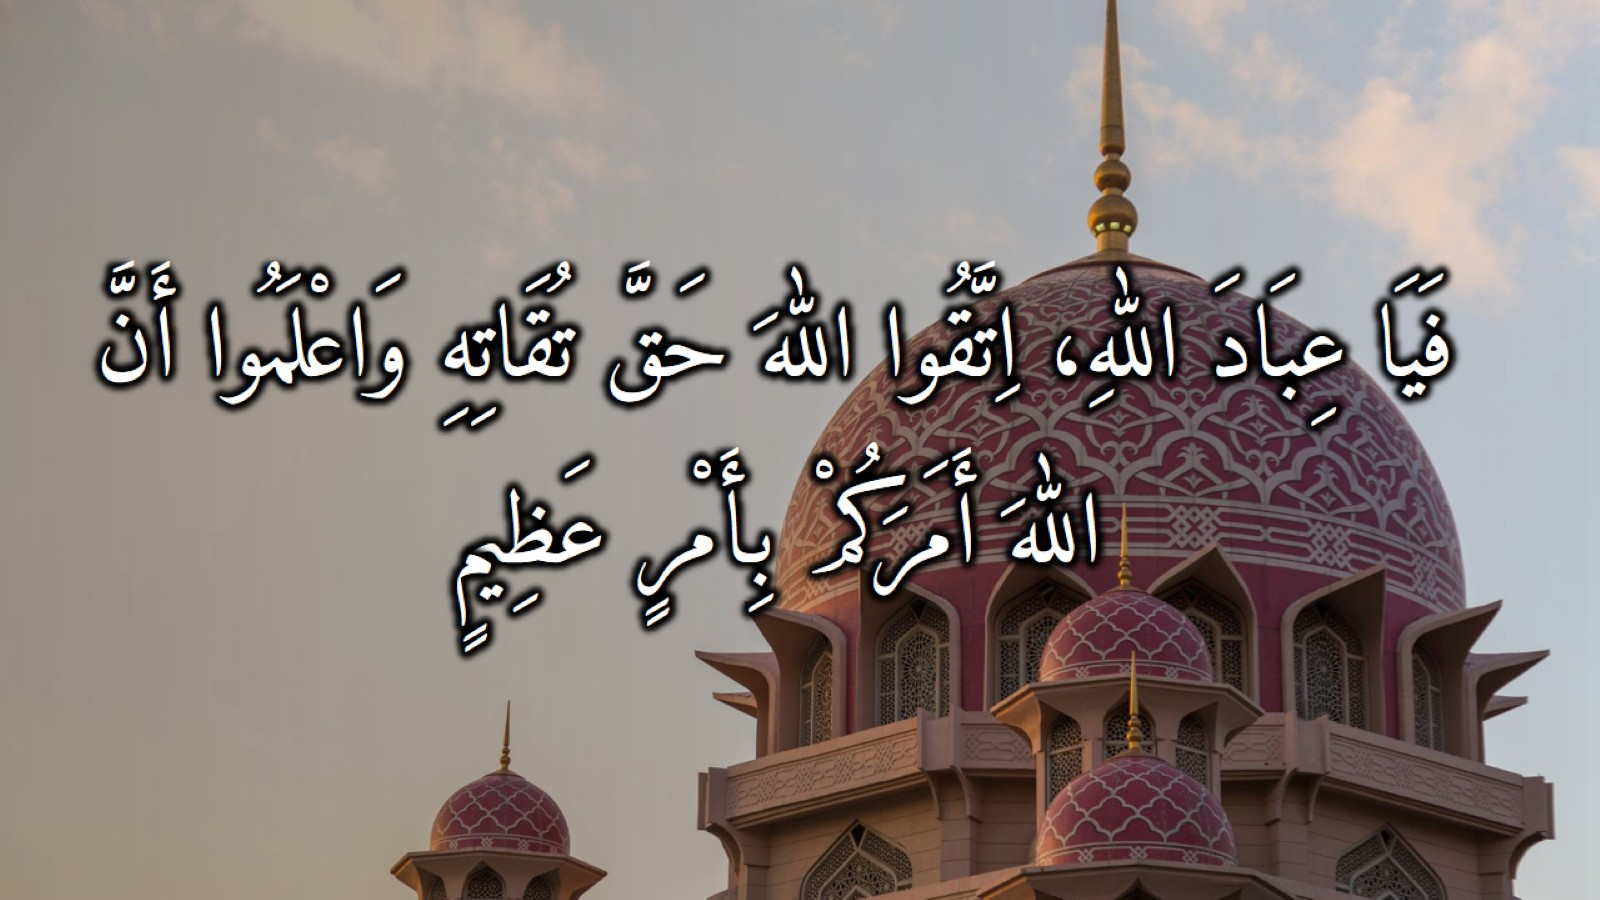 فَيَا عِبَادَ اللهِ، اِتَّقُوا اللهَ حَقَّ تُقَاتِهِ وَاعْلَمُوا أَنَّ
اللهَ أَمَرَكُمْ بِأَمْرٍ عَظِيمٍ